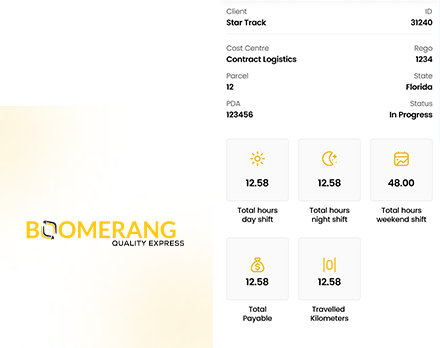 BOOMERANG
QUALITY EXPRESS
Client ID
Star Track 31240
Cost Centre Rego
Contract Logistics 1234
Parcel State
12 Florida
PDA Status
123456 In Progress
12.58 12.58 48.00
Total hours Total hours Total hours
day shift night shift weekend shift
12.58 12.58
Total Travelled
Payable Kilometers